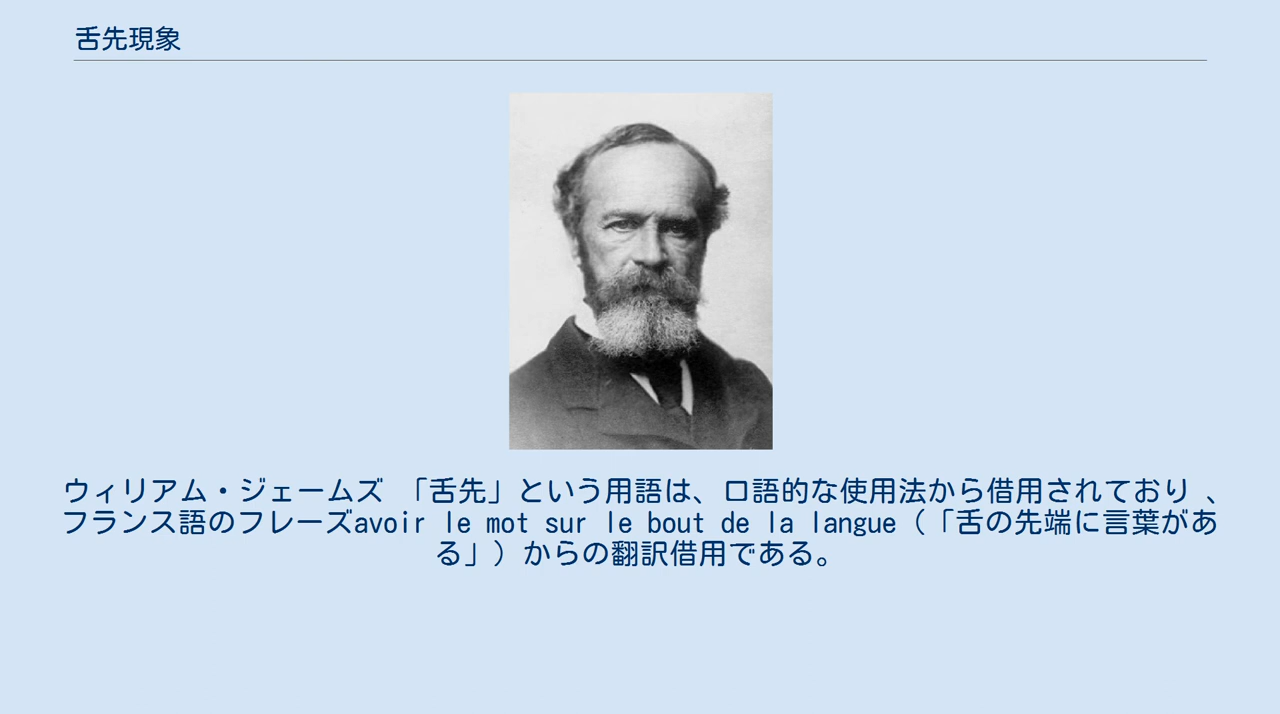 舌先現象
ウィリアム・ジェームズ 「舌先」という用語は、口語的な使用法から借用されており 、
フランス語のフレーズavoir le mot sur le bout de la langue（「舌の先端に言葉があ
る」）からの翻訳借用である。